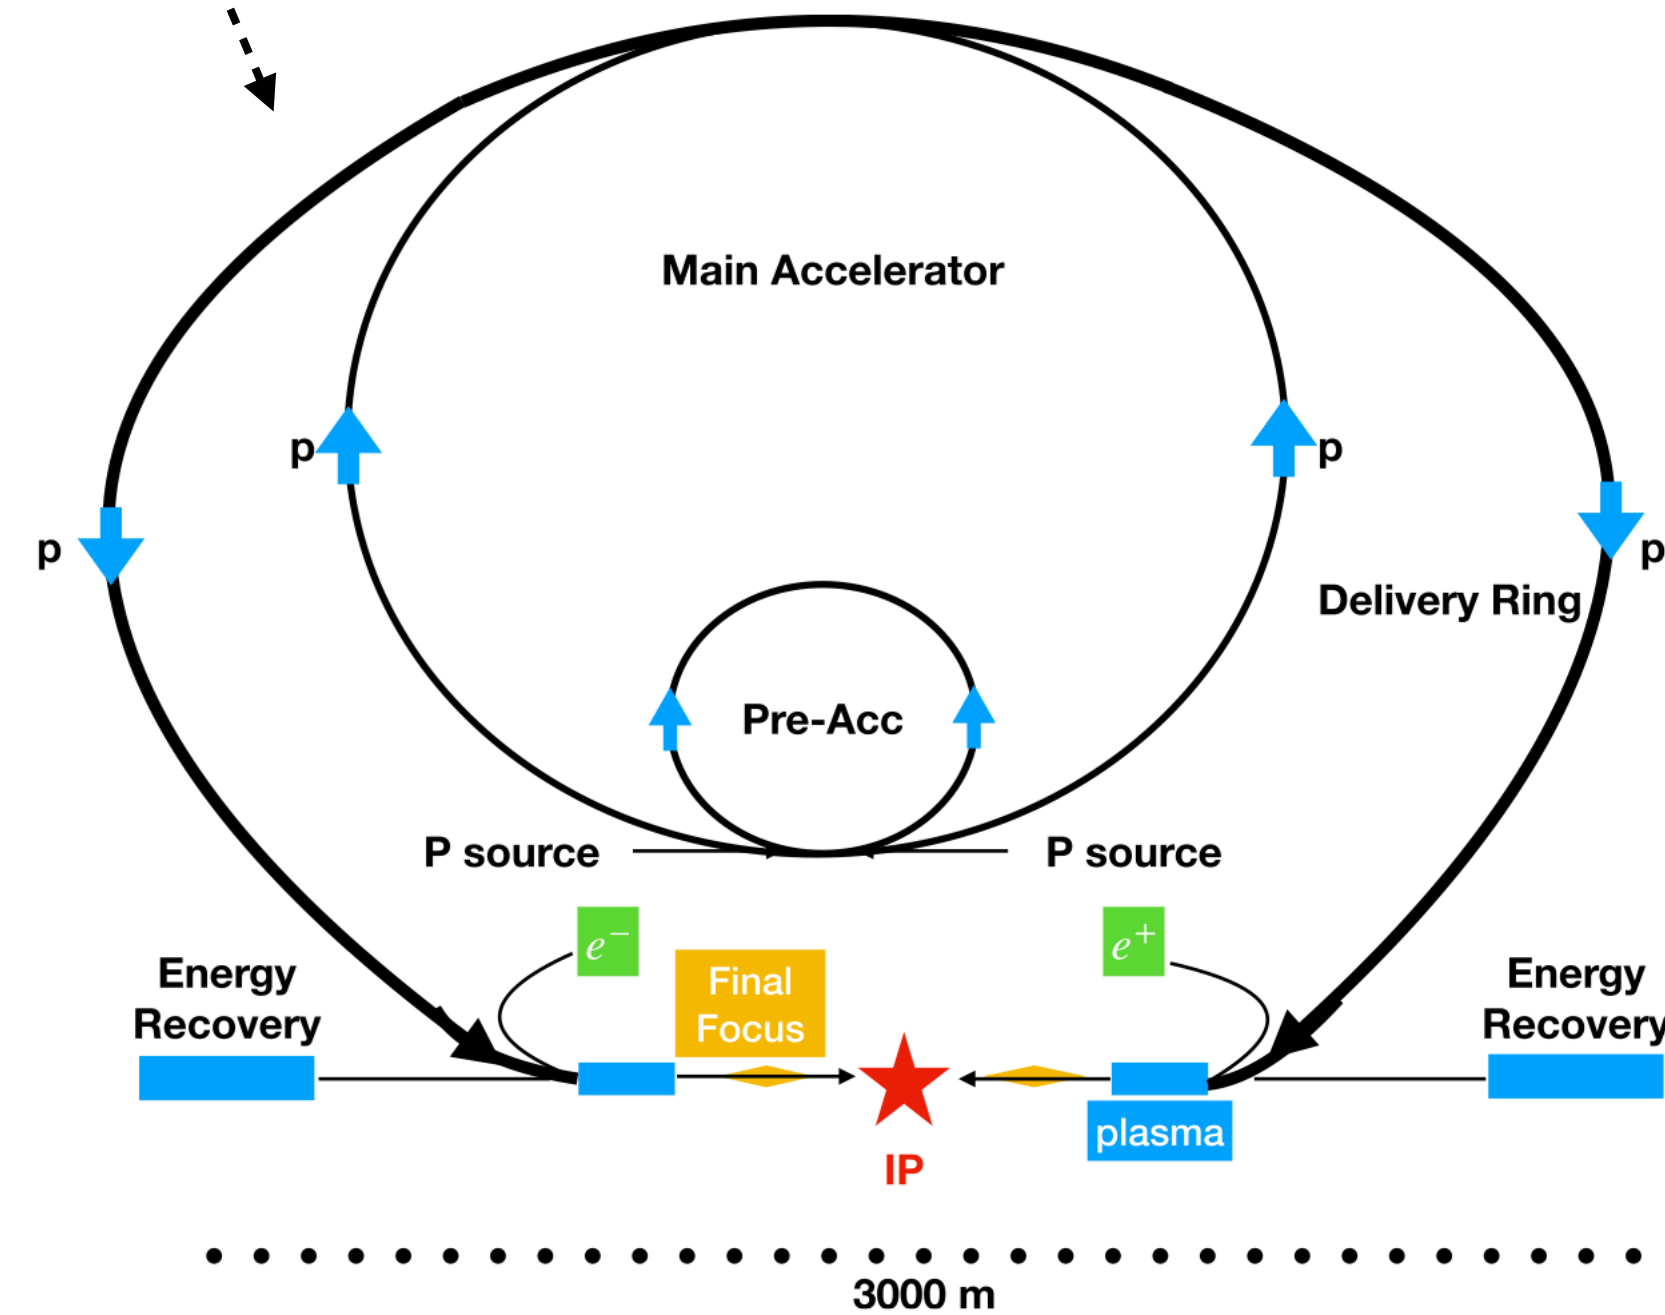 Main Accelerator
p
p
p
p
Delivery Ring
Pre-Acc
P source
P source
e⁻
e⁺
Energy
Recovery
Final
Focus
Energy
Recovery
plasma
IP
3000 m